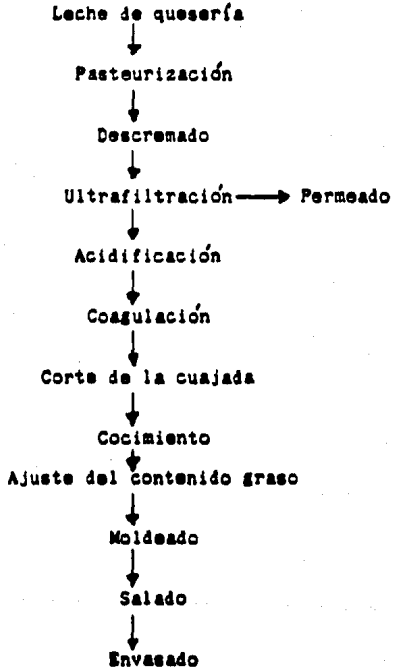 Leche de quesería
Pasteurización
Descremado
Ultrafiltración Permeado
Acidificación
Coagulación
Corte de la cuajada
Cocimiento
Ajuste del contenido graso
Moldeado
Salado
Envasado